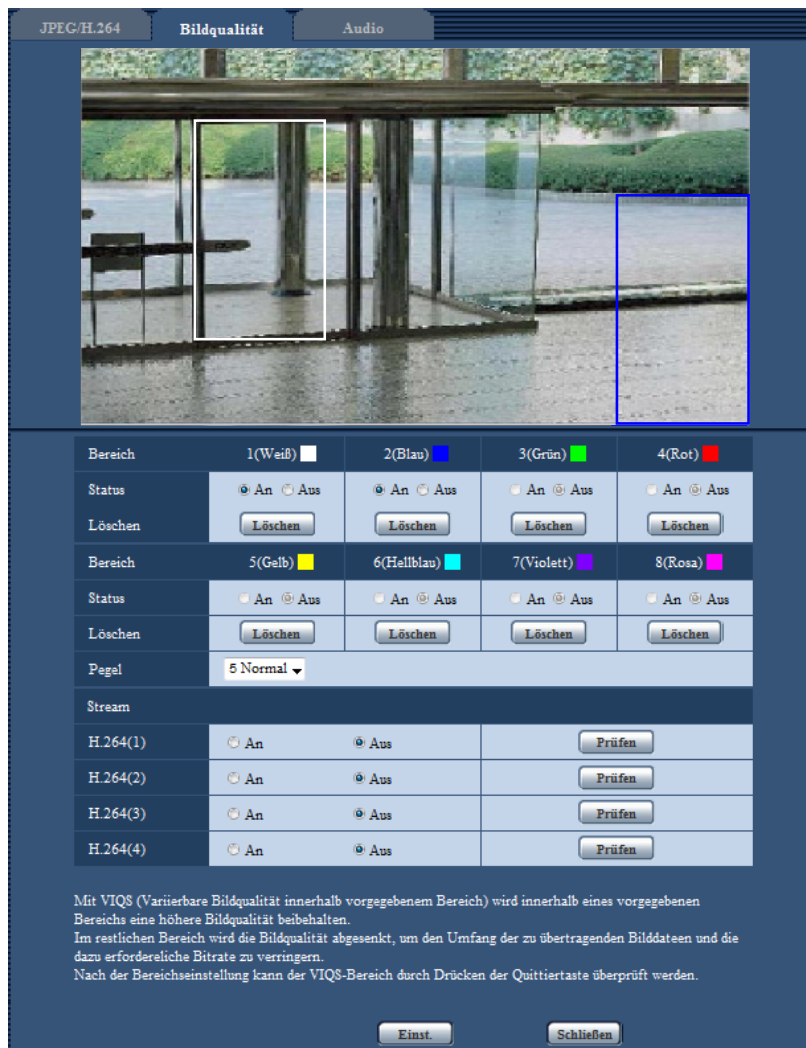 JPEG/H.264 Bildqualität Audio
Bereich 1(Weiß) 2(Blau) 3(Grün) 4(Rot)
Status An Aus An Aus An Aus An Aus
Löschen Löschen Löschen Löschen Löschen
Bereich 5(Gelb) 6(Hellblau) 7(Violett) 8(Rosa)
Status An Aus An Aus An Aus An Aus
Löschen Löschen Löschen Löschen Löschen
Pegel 5 Normal
Stream
H.264(1) An Aus Prüfen
H.264(2) An Aus Prüfen
H.264(3) An Aus Prüfen
H.264(4) An Aus Prüfen
Mit VIQS (Variierbare Bildqualität innerhalb vorgegebenem Bereich) wird innerhalb eines vorgegebenen
Bereichs eine höhere Bildqualität beibehalten.
Im restlichen Bereich wird die Bildqualität abgesenkt, um den Umfang der zu übertragenden Bilddateen und die
dazu erfordereliche Bitrate zu verringern.
Nach der Bereichseinstellung kann der VIQS-Bereich durch Drücken der Quittiertaste überprüft werden.
Einst. Schließen